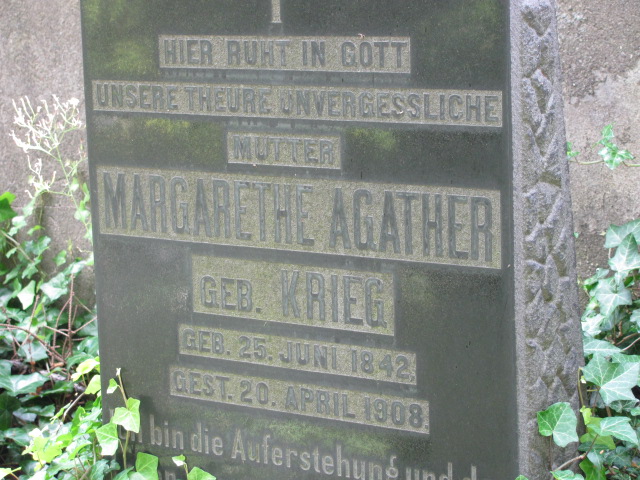 HIER RUHT IN GOTT
UNSERE THEURE UNVERGESSLICHE
MUTTER
MARGARETHE AGATHER
GEB. KRIEG
GEB. 25. JUNI 1842,
GEST. 20. APRIL 1908.
bin die Auferstehung und